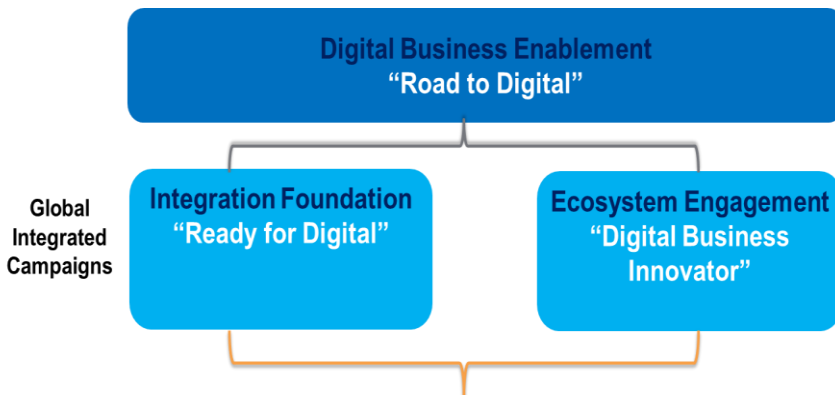 Digital Business Enablement
“Road to Digital”
Global
Integrated
Campaigns
Integration Foundation
“Ready for Digital”
Ecosystem Engagement
“Digital Business
Innovator”